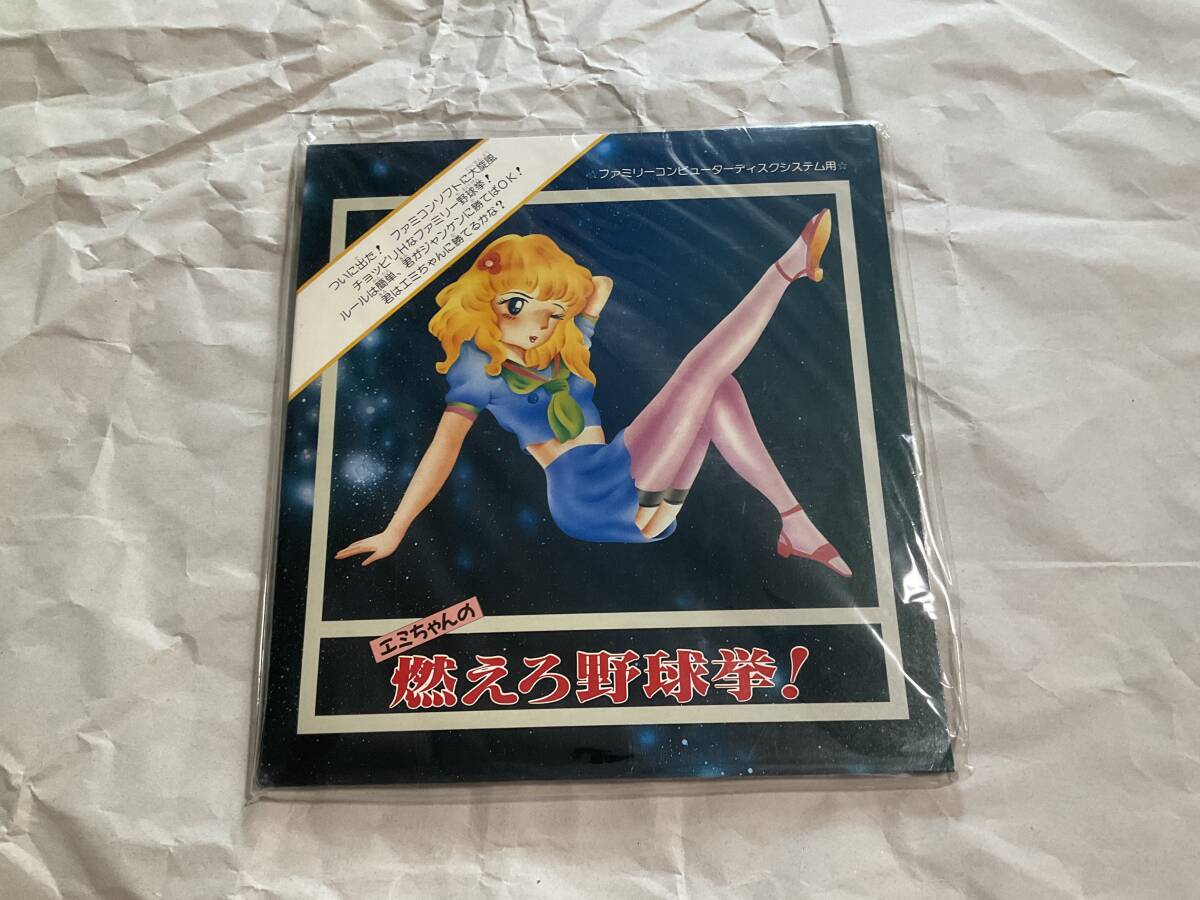 ついに出た！ ファミコンソフトに大旋風
チョッピリHなファミリー野球拳！
ルールは簡単、君がジャンケンに勝てばOK！
君はエミちゃんに勝てるかな？
☆ファミリーコンピューターディスクシステム用☆
エミちゃんの
燃えろ野球拳！